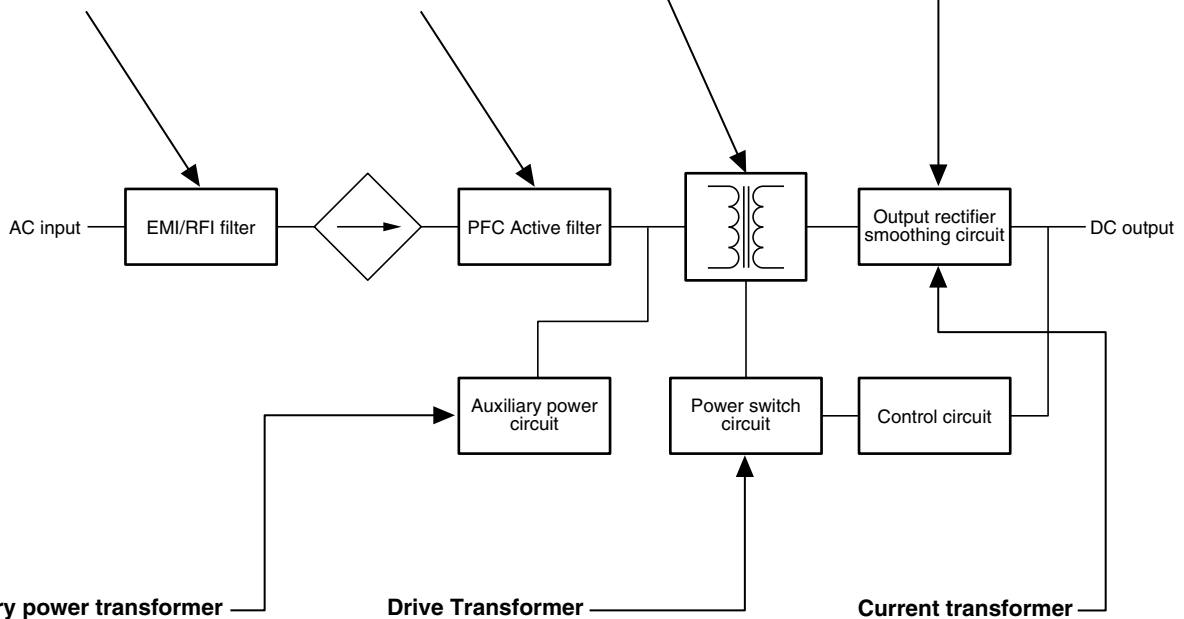 AC input
EMI/RFI filter
PFC Active filter
Output rectifier
smoothing circuit
DC output
Auxiliary power
circuit
Power switch
circuit
Control circuit
ry power transformer
Drive Transformer
Current transformer